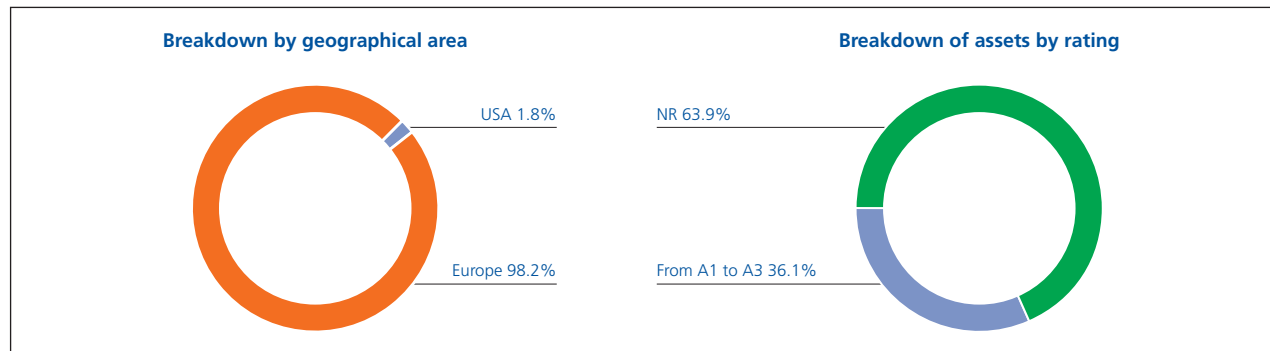 Breakdown by geographical area
USA 1.8%
Europe 98.2%
Breakdown of assets by rating
NR 63.9%
From A1 to A3 36.1%